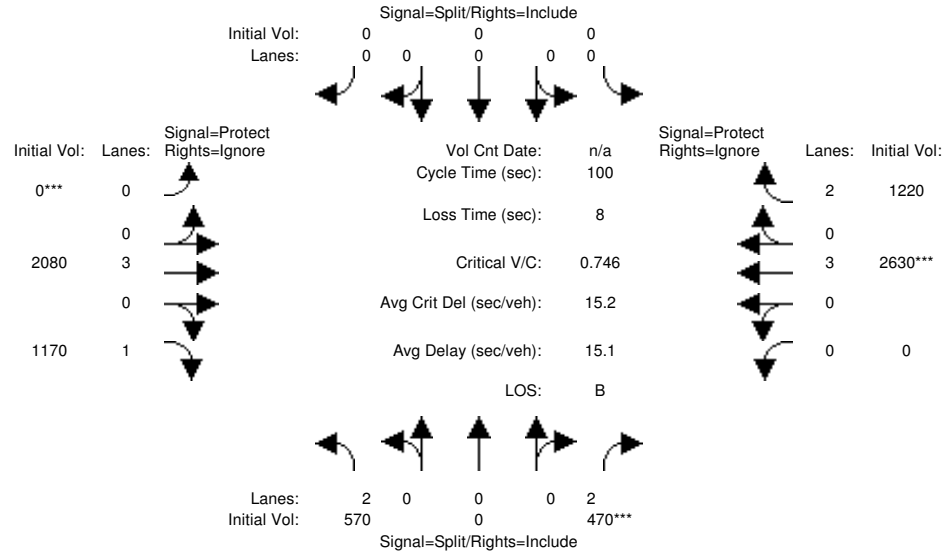 Signal=Split/Rights=Include
Initial Vol: 0 0 0
Lanes: 0 0 0 0 0
Signal=Protect Signal=Protect
Initial Vol: Lanes: Rights=Ignore Vol Cnt Date: n/a Rights=Ignore Lanes: Initial Vol:
Cycle Time (sec): 100
0*** 0 2 1220
Loss Time (sec): 8
0 0
2080 3 Critical V/C: 0.746 3 2630***
0 Avg Crit Del (sec/veh): 15.2 0
1170 1 Avg Delay (sec/veh): 15.1 0 0
LOS: B
Lanes: 2 0 0 0 2
Initial Vol: 570 0 470***
Signal=Split/Rights=Include